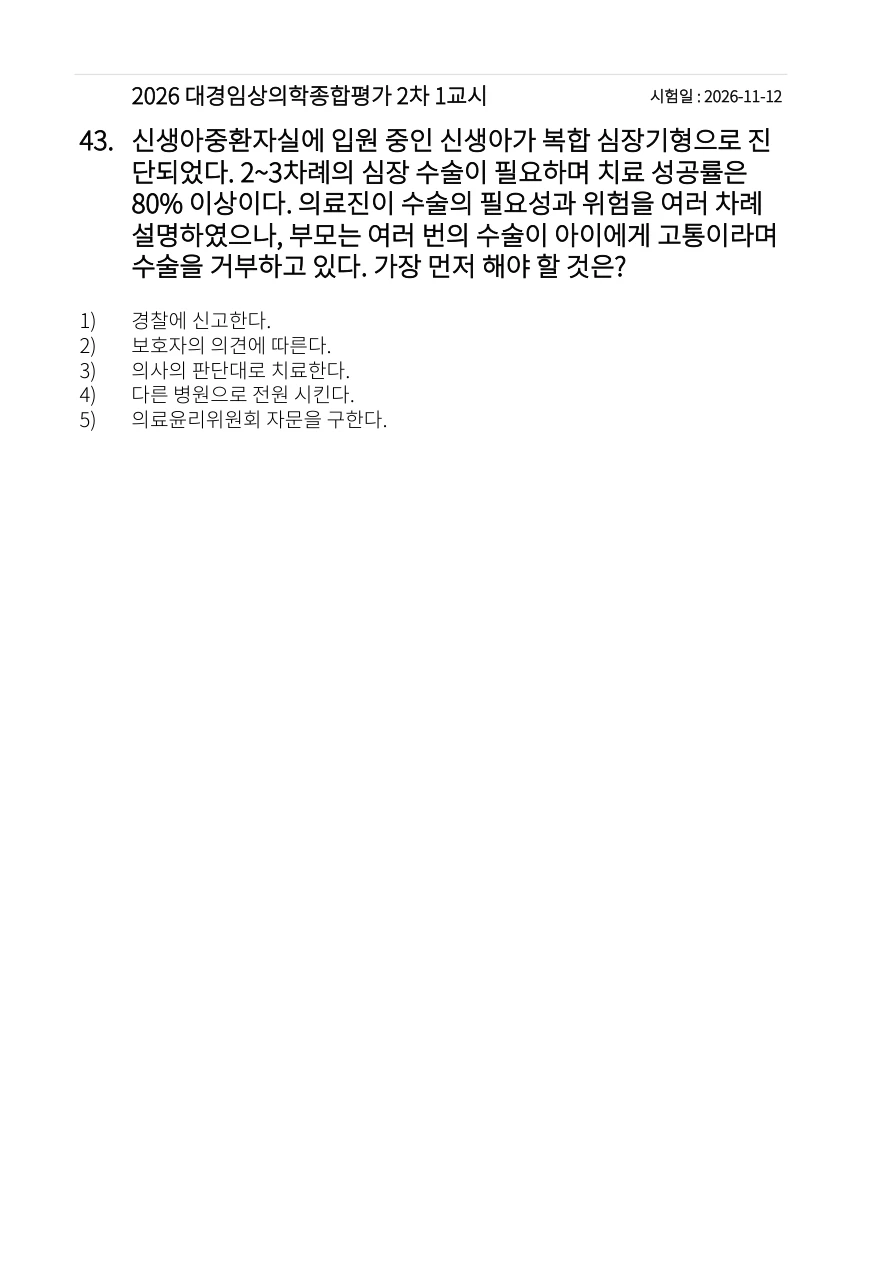 2026 대경임상의학종합평가 2차 1교시 시험일 : 2026-11-12
43. 신생아중환자실에 입원 중인 신생아가 복합 심장기형으로 진
단되었다. 2~3차례의 심장 수술이 필요하며 치료 성공률은
80% 이상이다. 의료진이 수술의 필요성과 위험을 여러 차례
설명하였으나, 부모는 여러 번의 수술이 아이에게 고통이라며
수술을 거부하고 있다. 가장 먼저 해야 할 것은?
1) 경찰에 신고한다.
2) 보호자의 의견에 따른다.
3) 의사의 판단대로 치료한다.
4) 다른 병원으로 전원 시킨다.
5) 의료윤리위원회 자문을 구한다.